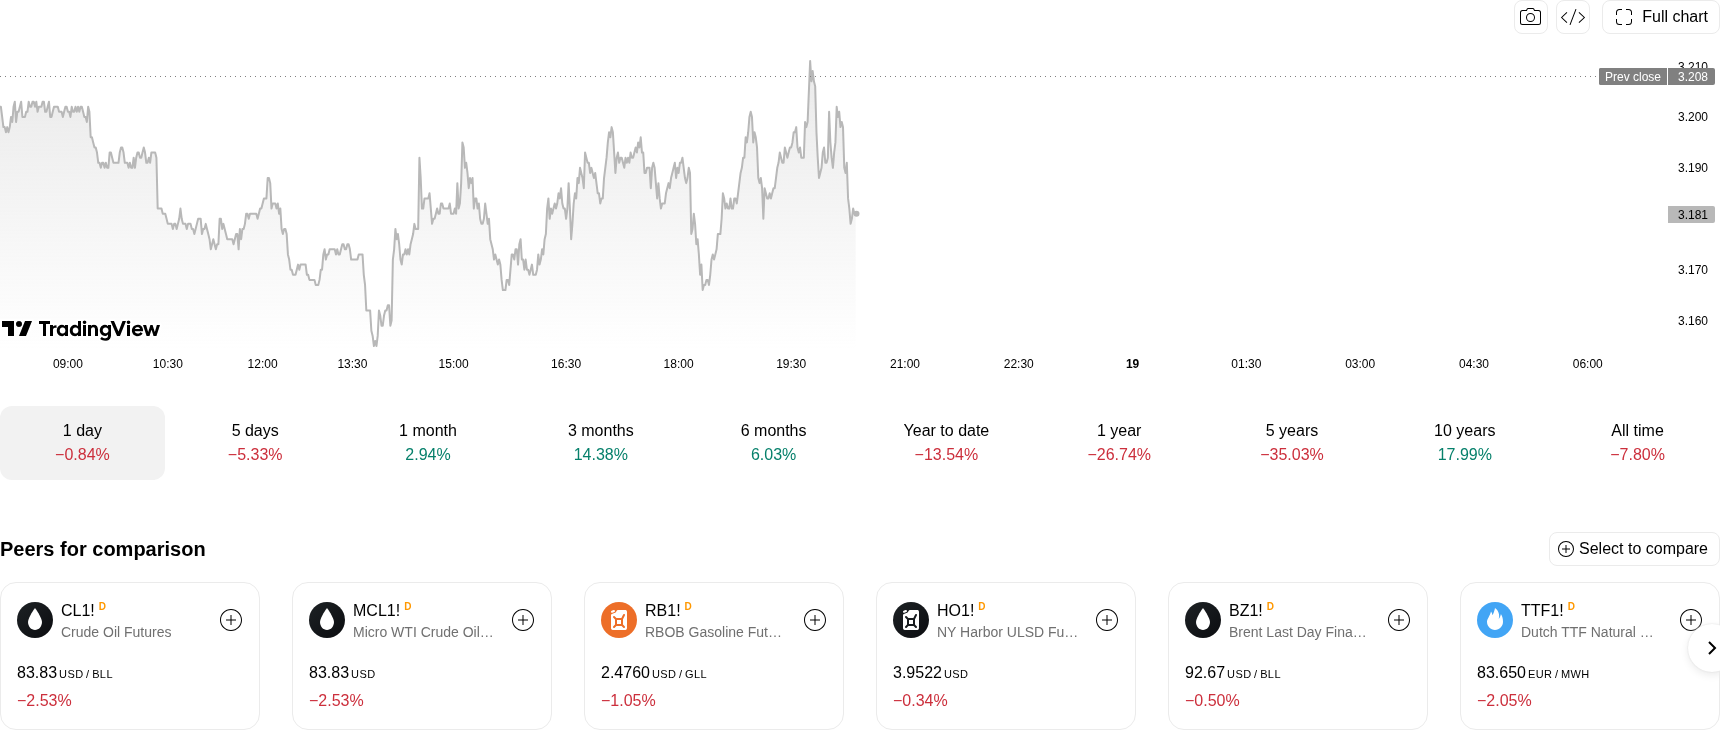 Full chart
3.210
Prev close 3.208
3.200
3.190
3.181
3.170
3.160
TradingView
09:00 10:30 12:00 13:30 15:00 16:30 18:00 19:30 21:00 22:30 19 01:30 03:00 04:30 06:00
1 day 5 days 1 month 3 months 6 months Year to date 1 year 5 years 10 years All time
−0.84% −5.33% 2.94% 14.38% 6.03% −13.54% −26.74% −35.03% 17.99% −7.80%
Peers for comparison
Select to compare
CL1! D
Crude Oil Futures
83.83 USD / BLL
−2.53%
MCL1! D
Micro WTI Crude Oil…
83.83 USD
−2.53%
RB1! D
RBOB Gasoline Fut…
2.4760 USD / GLL
−1.05%
HO1! D
NY Harbor ULSD Fu…
3.9522 USD
−0.34%
BZ1! D
Brent Last Day Fina…
92.67 USD / BLL
−0.50%
TTF1! D
Dutch TTF Natural …
83.650 EUR / MWH
−2.05%